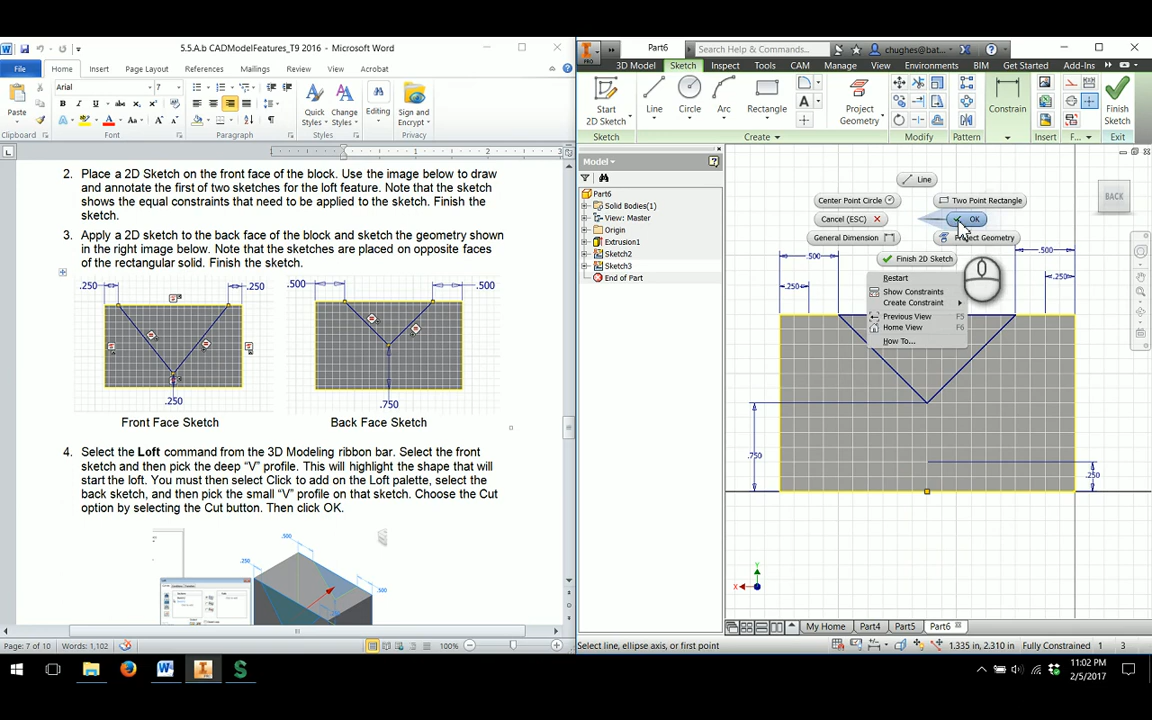 5.5.A.b CADModelFeatures_T9 2016 - Microsoft Word
File Home Insert Page Layout References Mailings Review View Acrobat
Arial 7
Paste
Quick Styles
Change Styles
Editing
Sign and Encrypt
Clipboard Font Paragraph Styles Privacy
2. Place a 2D Sketch on the front face of the block. Use the image below to draw
and annotate the first of two sketches for the loft feature. Note that the sketch
shows the equal constraints that need to be applied to the sketch. Finish the
sketch.
3. Apply a 2D sketch to the back face of the block and sketch the geometry shown
in the right image below. Note that the sketches are placed on opposite faces
of the rectangular solid. Finish the sketch.
.250 .250 .500 .500
.250 .750
Front Face Sketch Back Face Sketch
4. Select the Loft command from the 3D Modeling ribbon bar. Select the front
sketch and then pick the deep “V” profile. This will highlight the shape that will
start the loft. You must then select Click to add on the Loft palette, select the
back sketch, and then pick the small “V” profile on that sketch. Choose the Cut
option by selecting the Cut button. Then click OK.
.500
.250
.500
Page: 7 of 10 Words: 1,102 100%
Part6 Search Help & Commands... chughes@bat...
PRO 3D Model Sketch Inspect Tools CAM Manage View Environments BIM Get Started Add-Ins
Start 2D Sketch
Line Circle Arc Rectangle
Project Geometry
Constrain
Finish Sketch
Sketch Create Modify Pattern Insert F... Exit
Model
Part6
Solid Bodies(1)
View: Master
Origin
Extrusion1
Sketch2
Sketch3
End of Part
BACK
Line
Center Point Circle Two Point Rectangle
Cancel (ESC) OK
General Dimension Project Geometry
Finish 2D Sketch
Restart
Show Constraints
Create Constraint
Previous View F5
Home View F6
How To...
.500 .500
.250 .250
.750 .250
Y
X
My Home Part4 Part5 Part6
Select line, ellipse axis, or first point 1.335 in, 2.310 in Fully Constrained 1 3
11:02 PM
2/5/2017